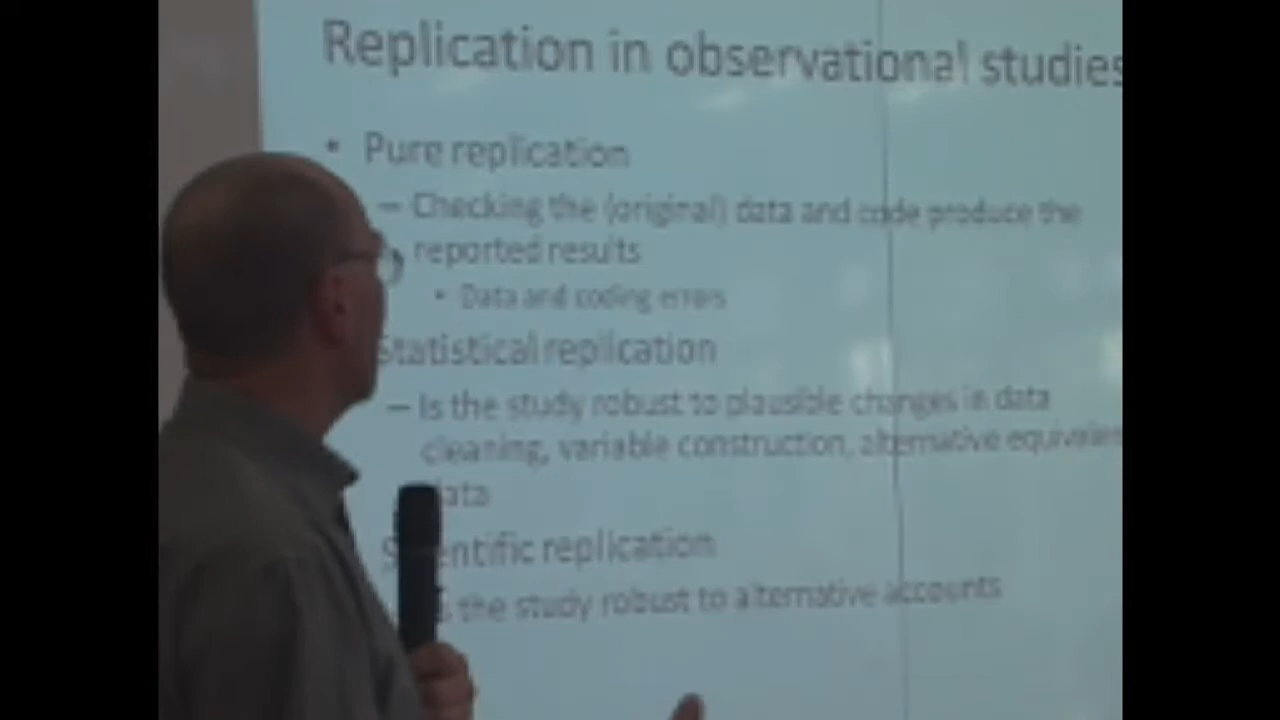 Replication in observational studies
• Pure replication
– Checking the (original) data and code produce the
reported results
• Data and coding errors
Statistical replication
– Is the study robust to plausible changes in data
cleaning, variable construction, alternative
data
Scientific replication
the study robust to alternative accounts